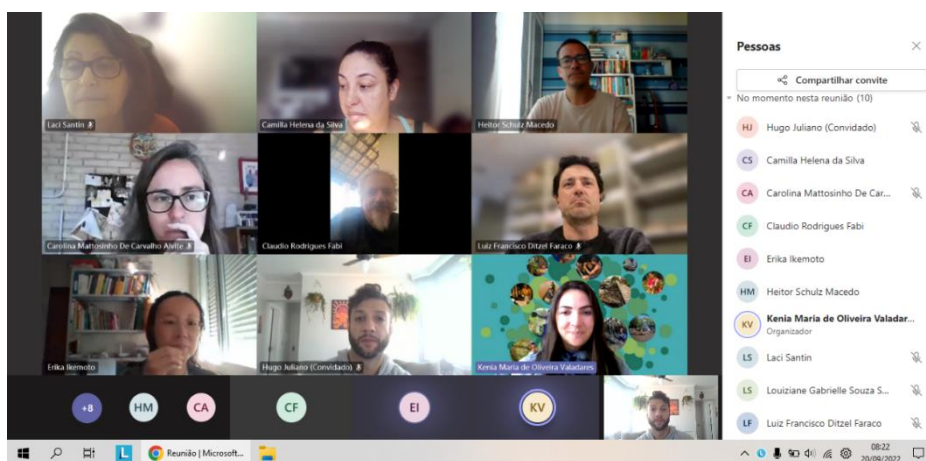 Laci Santin
Camilla Helena da Silva
Heitor Schulz Macedo
Carolina Mattosinho De Carvalho Alvite
Claudio Rodrigues Fabi
Luiz Francisco Ditzel Faraco
Erika Ikemoto
Hugo Juliano (Convidado)
Kenia Maria de Oliveira Valadares
+8
HM
CA
CF
EI
KV
Pessoas
Compartilhar convite
No momento nesta reunião (10)
HJ Hugo Juliano (Convidado)
CS Camilla Helena da Silva
CA Carolina Mattosinho De Car...
CF Claudio Rodrigues Fabi
EI Erika Ikemoto
HM Heitor Schulz Macedo
KV Kenia Maria de Oliveira Valadar...
Organizador
LS Laci Santin
LS Louiziane Gabrielle Souza S...
LF Luiz Francisco Ditzel Faraco
L
Reunião | Microsoft...
08:22
20/09/2022